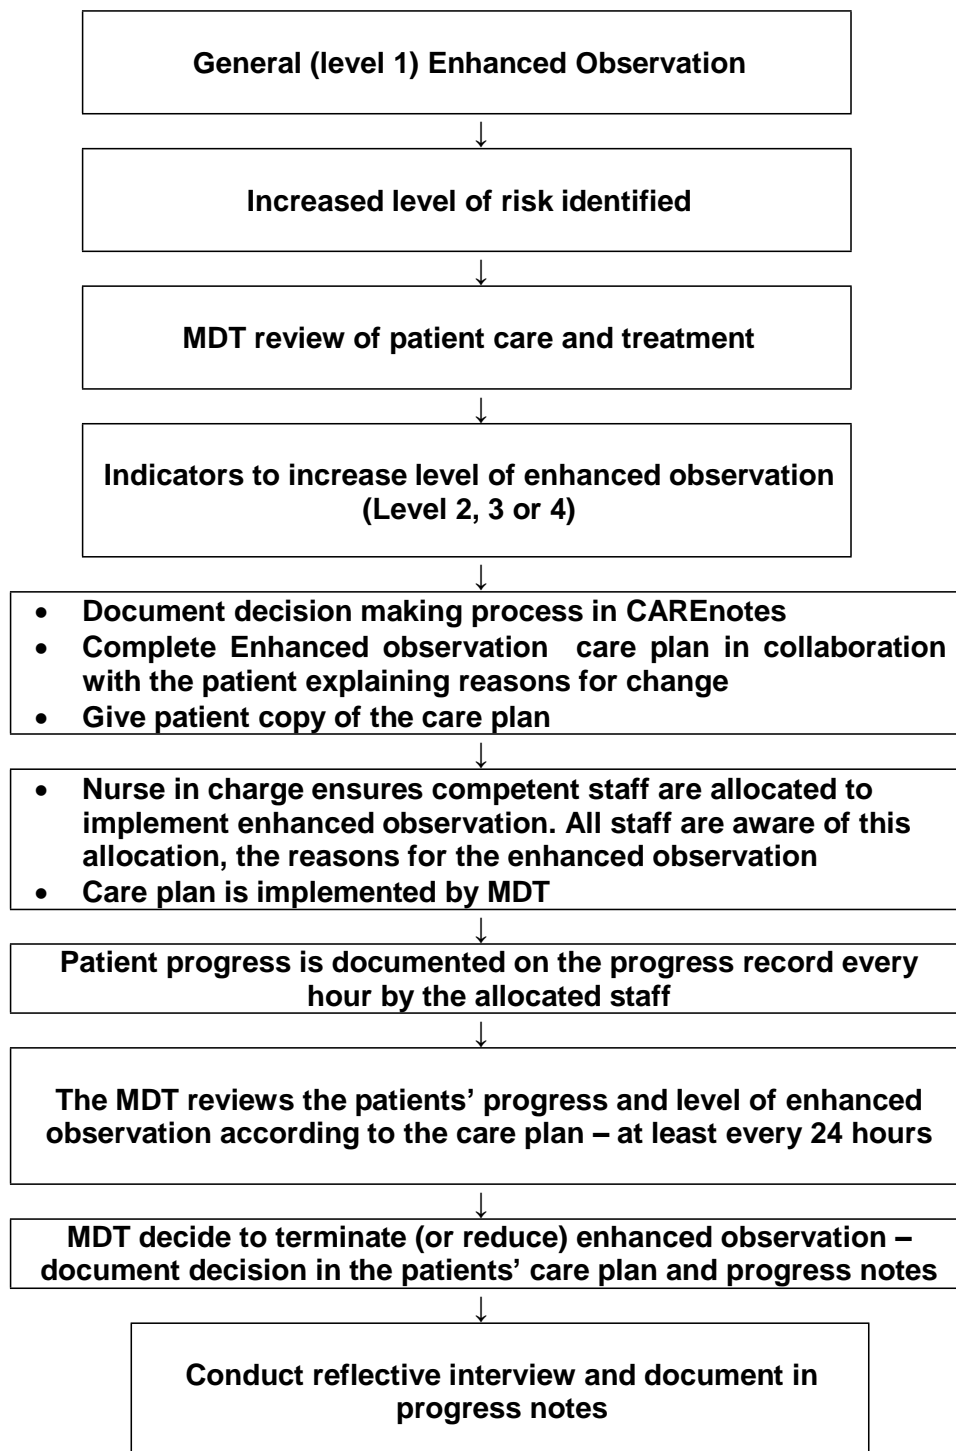 General (level 1) Enhanced Observation
↓
Increased level of risk identified
↓
MDT review of patient care and treatment
↓
Indicators to increase level of enhanced observation
(Level 2, 3 or 4)
↓
• Document decision making process in CAREnotes
• Complete Enhanced observation care plan in collaboration
with the patient explaining reasons for change
• Give patient copy of the care plan
↓
• Nurse in charge ensures competent staff are allocated to
implement enhanced observation. All staff are aware of this
allocation, the reasons for the enhanced observation
• Care plan is implemented by MDT
↓
Patient progress is documented on the progress record every
hour by the allocated staff
↓
The MDT reviews the patients’ progress and level of enhanced
observation according to the care plan – at least every 24 hours
↓
MDT decide to terminate (or reduce) enhanced observation –
document decision in the patients’ care plan and progress notes
↓
Conduct reflective interview and document in
progress notes